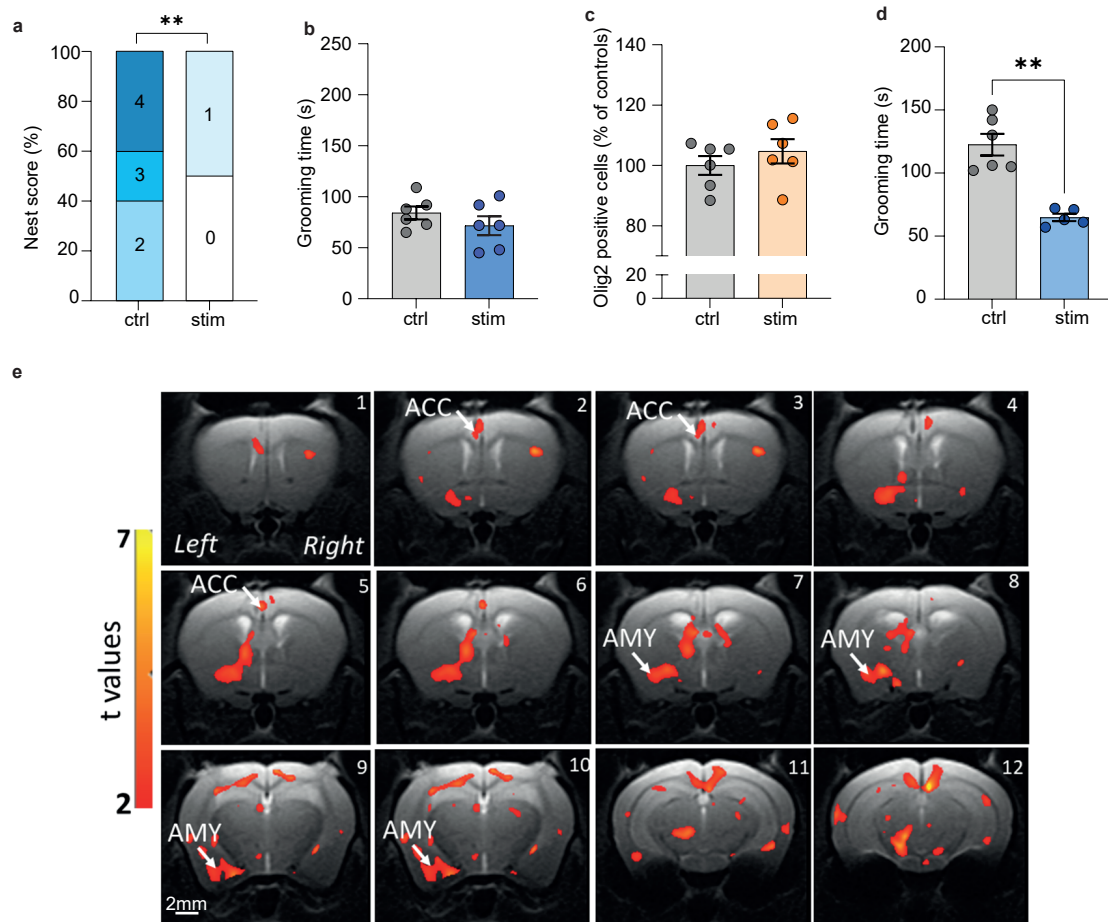 a
**
Nest score (%)
100
80
60
40
20
0
4
3
2
1
0
ctrl
stim
b
Grooming time (s)
250
200
150
100
50
0
ctrl
stim
c
Olig2 positive cells (% of controls)
140
120
100
80
20
0
ctrl
stim
d
**
Grooming time (s)
200
150
100
50
0
ctrl
stim
e
t values
7
2
1
Left
Right
ACC
2
ACC
3
4
ACC
5
6
AMY
7
AMY
8
AMY
9
2mm
AMY
10
11
12